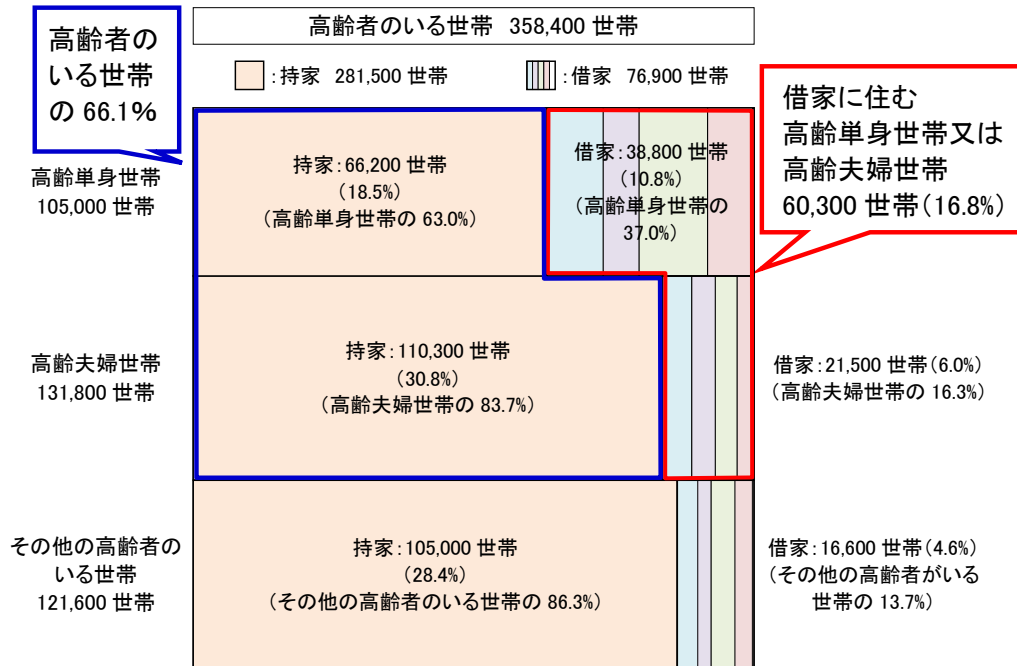 高齢者のいる世帯 358,400 世帯
：持家 281,500 世帯
：借家 76,900 世帯
高齢者の
いる世帯
の 66.1％
借家に住む
高齢単身世帯又は
高齢夫婦世帯
60,300 世帯（16.8％）
高齢単身世帯
105,000 世帯
持家：66,200 世帯
（18.5％）
（高齢単身世帯の 63.0％）
借家：38,800 世帯
（10.8％）
（高齢単身世帯の
37.0％）
高齢夫婦世帯
131,800 世帯
持家：110,300 世帯
（30.8％）
（高齢夫婦世帯の 83.7％）
借家：21,500 世帯（6.0％）
（高齢夫婦世帯の 16.3％）
その他の高齢者の
いる世帯
121,600 世帯
持家：105,000 世帯
（28.4％）
（その他の高齢者のいる世帯の 86.3％）
借家：16,600 世帯（4.6％）
（その他の高齢者がいる
世帯の 13.7％）